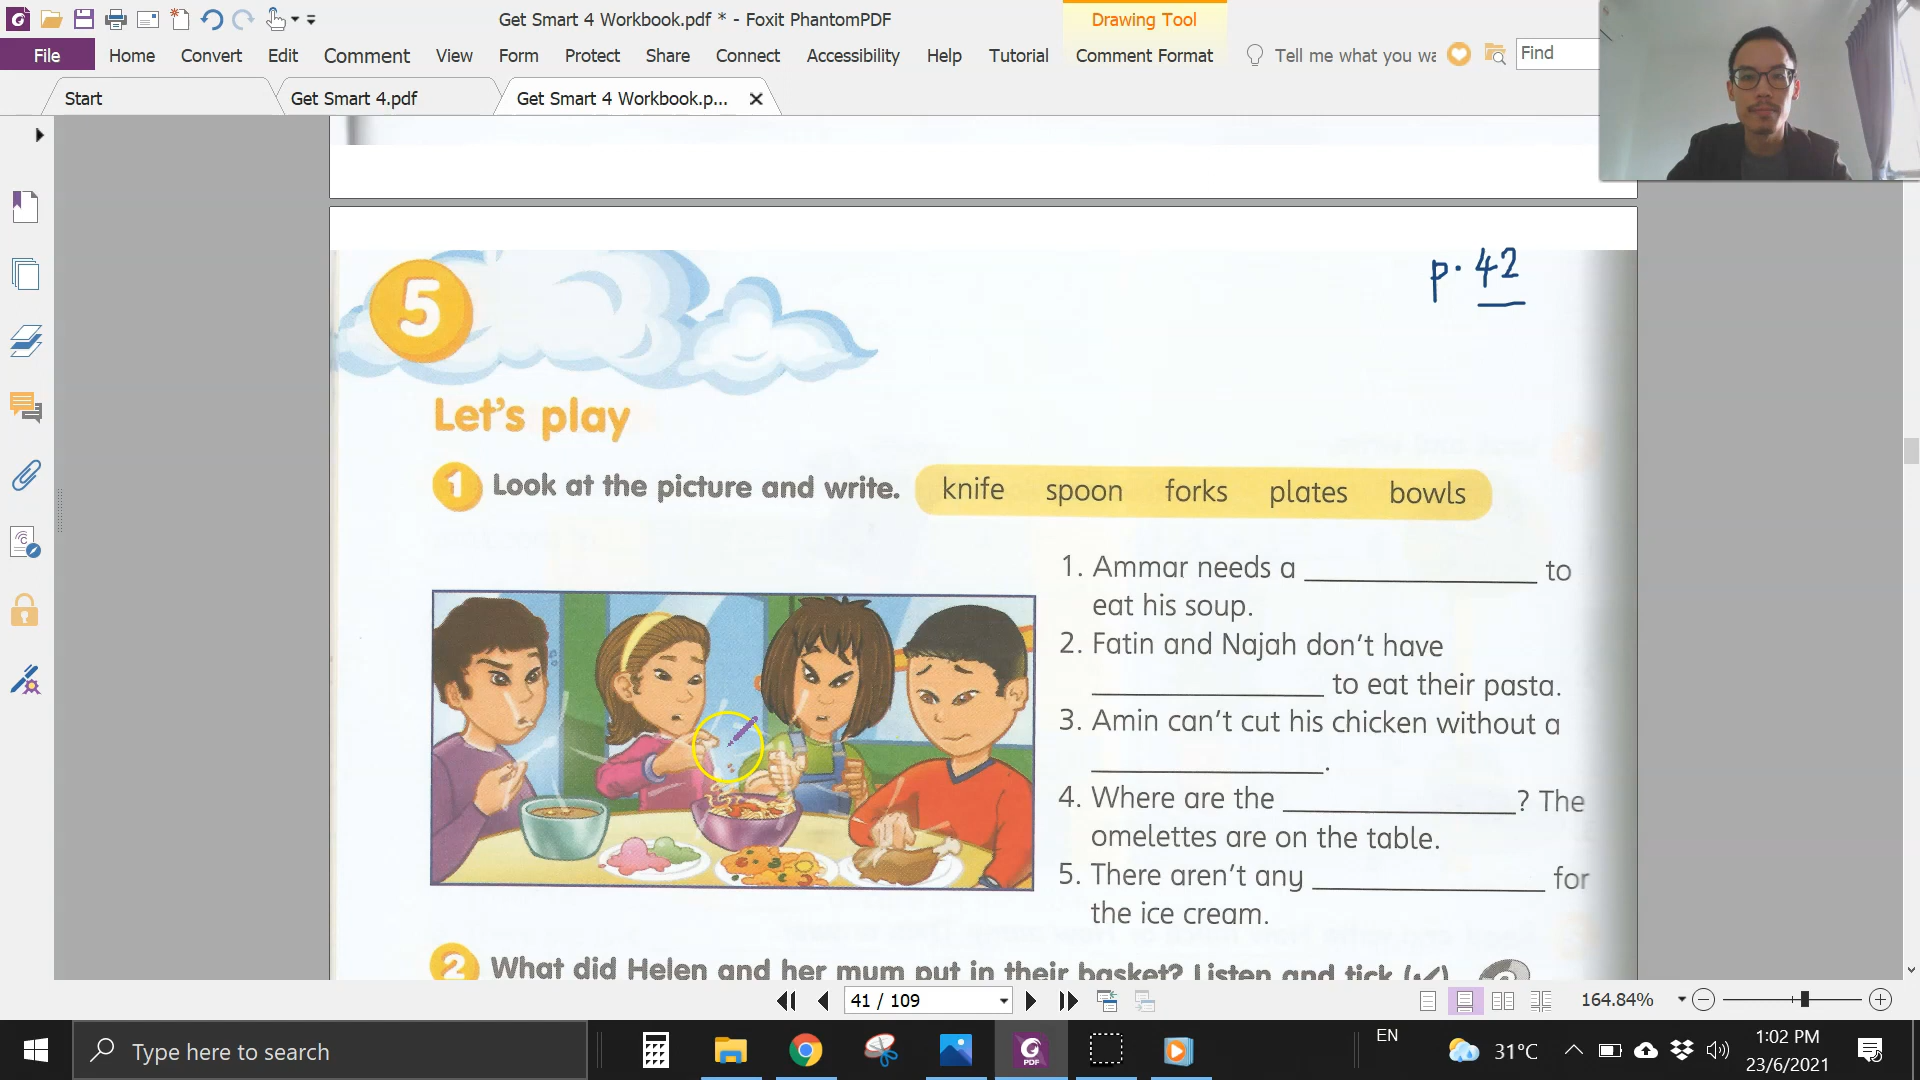 Get Smart 4 Workbook.pdf * - Foxit PhantomPDF
Drawing Tool
File Home Convert Edit Comment View Form Protect Share Connect Accessibility Help Tutorial Comment Format Tell me what you wa Find
Start Get Smart 4.pdf Get Smart 4 Workbook.p...
p. 42
5
Let's play
1 Look at the picture and write. knife spoon forks plates bowls
1. Ammar needs a ____ to
eat his soup.
2. Fatin and Najah don't have
____ to eat their pasta.
3. Amin can't cut his chicken without a
____.
4. Where are the ____? The
omelettes are on the table.
5. There aren't any ____ for
the ice cream.
2 What did Helen and her mum put in their basket? Listen and tick (✓)
41 / 109 164.84%
Type here to search PDF EN 31°C 1:02 PM
23/6/2021